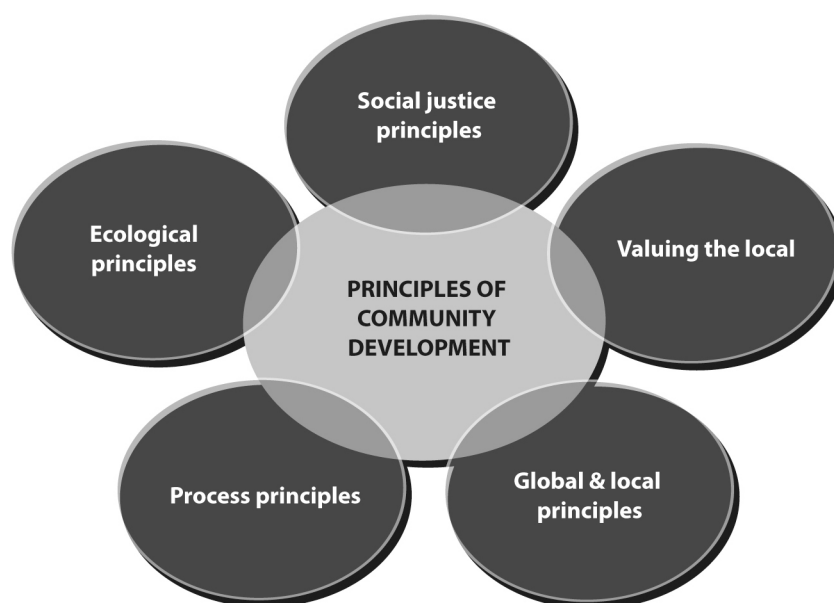 Social justice
principles
Ecological
principles
Valuing the local
PRINCIPLES OF
COMMUNITY
DEVELOPMENT
Process principles
Global & local
principles